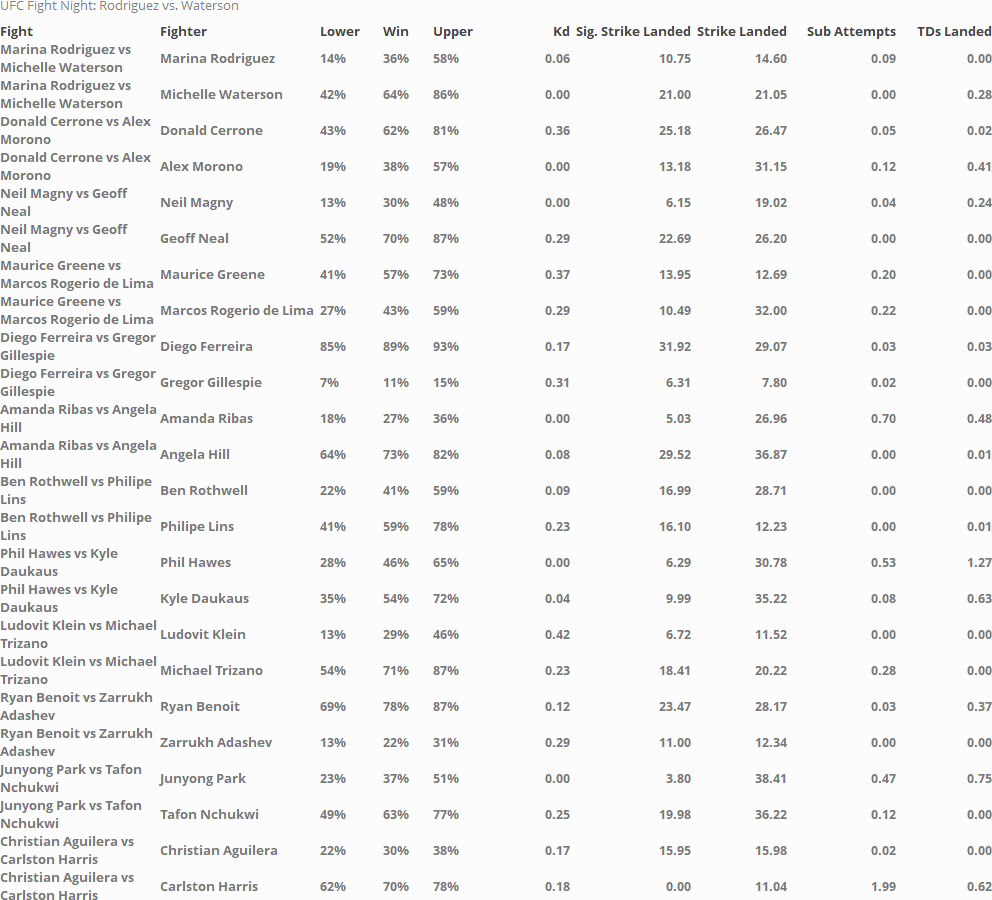 UFC Fight Night: Rodriguez vs. Waterson
Fight Fighter Lower Win Upper Kd Sig. Strike Landed Strike Landed Sub Attempts TDs Landed
Marina Rodriguez vs
Michelle Waterson Marina Rodriguez 14% 36% 58% 0.06 10.75 14.60 0.09 0.00
Marina Rodriguez vs
Michelle Waterson Michelle Waterson 42% 64% 86% 0.00 21.00 21.05 0.00 0.28
Donald Cerrone vs Alex
Morono Donald Cerrone 43% 62% 81% 0.36 25.18 26.47 0.05 0.02
Donald Cerrone vs Alex
Morono Alex Morono 19% 38% 57% 0.00 13.18 31.15 0.12 0.41
Neil Magny vs Geoff
Neal Neil Magny 13% 30% 48% 0.00 6.15 19.02 0.04 0.24
Neil Magny vs Geoff
Neal Geoff Neal 52% 70% 87% 0.29 22.69 26.20 0.00 0.00
Maurice Greene vs
Marcos Rogerio de Lima Maurice Greene 41% 57% 73% 0.37 13.95 12.69 0.20 0.00
Maurice Greene vs
Marcos Rogerio de Lima Marcos Rogerio de Lima 27% 43% 59% 0.29 10.49 32.00 0.22 0.00
Diego Ferreira vs Gregor
Gillespie Diego Ferreira 85% 89% 93% 0.17 31.92 29.07 0.03 0.03
Diego Ferreira vs Gregor
Gillespie Gregor Gillespie 7% 11% 15% 0.31 6.31 7.80 0.02 0.00
Amanda Ribas vs Angela
Hill Amanda Ribas 18% 27% 36% 0.00 5.03 26.96 0.70 0.48
Amanda Ribas vs Angela
Hill Angela Hill 64% 73% 82% 0.08 29.52 36.87 0.00 0.01
Ben Rothwell vs Philipe
Lins Ben Rothwell 22% 41% 59% 0.09 16.99 28.71 0.00 0.00
Ben Rothwell vs Philipe
Lins Philipe Lins 41% 59% 78% 0.23 16.10 12.23 0.00 0.01
Phil Hawes vs Kyle
Daukaus Phil Hawes 28% 46% 65% 0.00 6.29 30.78 0.53 1.27
Phil Hawes vs Kyle
Daukaus Kyle Daukaus 35% 54% 72% 0.04 9.99 35.22 0.08 0.63
Ludovit Klein vs Michael
Trizano Ludovit Klein 13% 29% 46% 0.42 6.72 11.52 0.00 0.00
Ludovit Klein vs Michael
Trizano Michael Trizano 54% 71% 87% 0.23 18.41 20.22 0.28 0.00
Ryan Benoit vs Zarrukh
Adashev Ryan Benoit 69% 78% 87% 0.12 23.47 28.17 0.03 0.37
Ryan Benoit vs Zarrukh
Adashev Zarrukh Adashev 13% 22% 31% 0.29 11.00 12.34 0.00 0.00
Junyong Park vs Tafon
Nchukwi Junyong Park 23% 37% 51% 0.00 3.80 38.41 0.47 0.75
Junyong Park vs Tafon
Nchukwi Tafon Nchukwi 49% 63% 77% 0.25 19.98 36.22 0.12 0.00
Christian Aguilera vs
Carlston Harris Christian Aguilera 22% 30% 38% 0.17 15.95 15.98 0.02 0.00
Christian Aguilera vs
Carlston Harris Carlston Harris 62% 70% 78% 0.18 0.00 11.04 1.99 0.62